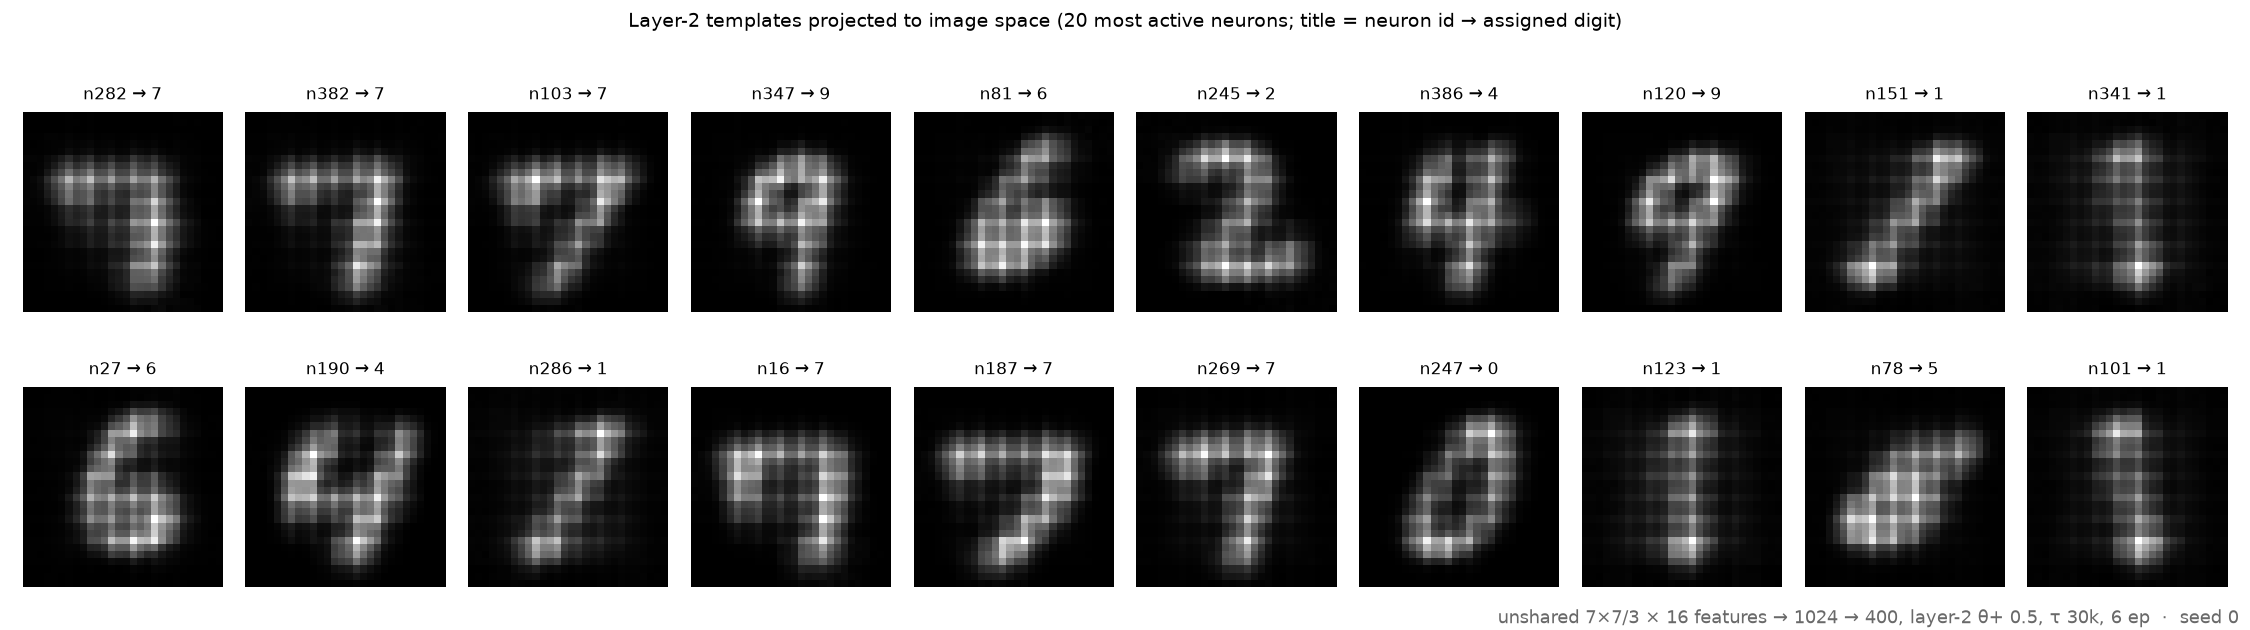 Layer-2 templates projected to image space (20 most active neurons; title = neuron id → assigned digit)
n282 → 7 n382 → 7 n103 → 7 n347 → 9 n81 → 6 n245 → 2 n386 → 4 n120 → 9 n151 → 1 n341 → 1
n27 → 6 n190 → 4 n286 → 1 n16 → 7 n187 → 7 n269 → 7 n247 → 0 n123 → 1 n78 → 5 n101 → 1
unshared 7×7/3 × 16 features → 1024 → 400, layer-2 θ+ 0.5, τ 30k, 6 ep · seed 0